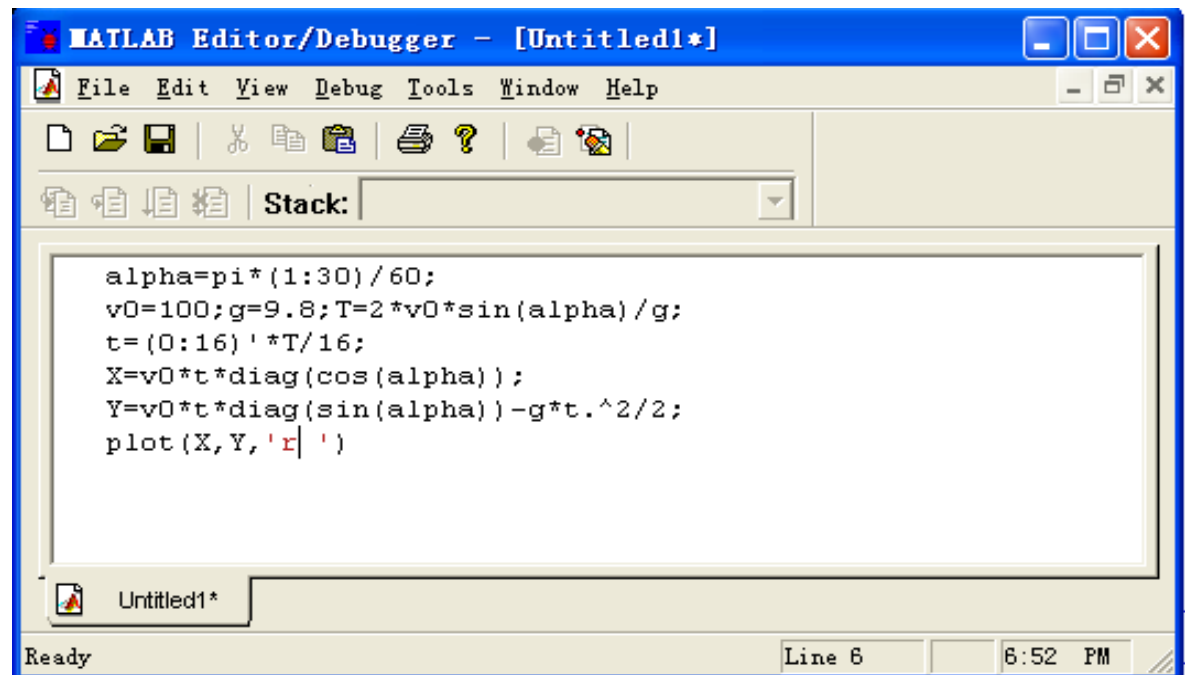 MATLAB Editor/Debugger - [Untitled1*]
File Edit View Debug Tools Window Help
Stack:
alpha=pi*(1:30)/60;
v0=100;g=9.8;T=2*v0*sin(alpha)/g;
t=(0:16)'*T/16;
X=v0*t*diag(cos(alpha));
Y=v0*t*diag(sin(alpha))-g*t.^2/2;
plot(X,Y,'r ')
Untitled1*
Ready Line 6 6:52 PM